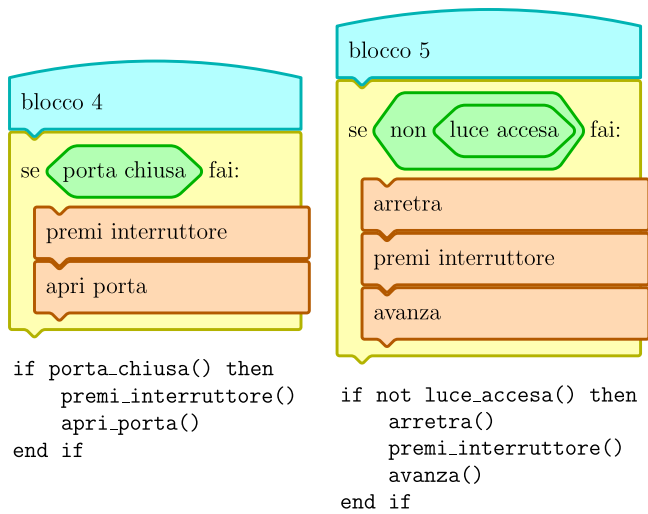 blocco 4
se porta chiusa fai:
premi interruttore
apri porta
if porta_chiusa() then
    premi_interruttore()
    apri_porta()
end if
blocco 5
se non luce accesa fai:
arretra
premi interruttore
avanza
if not luce_accesa() then
    arretra()
    premi_interruttore()
    avanza()
end if